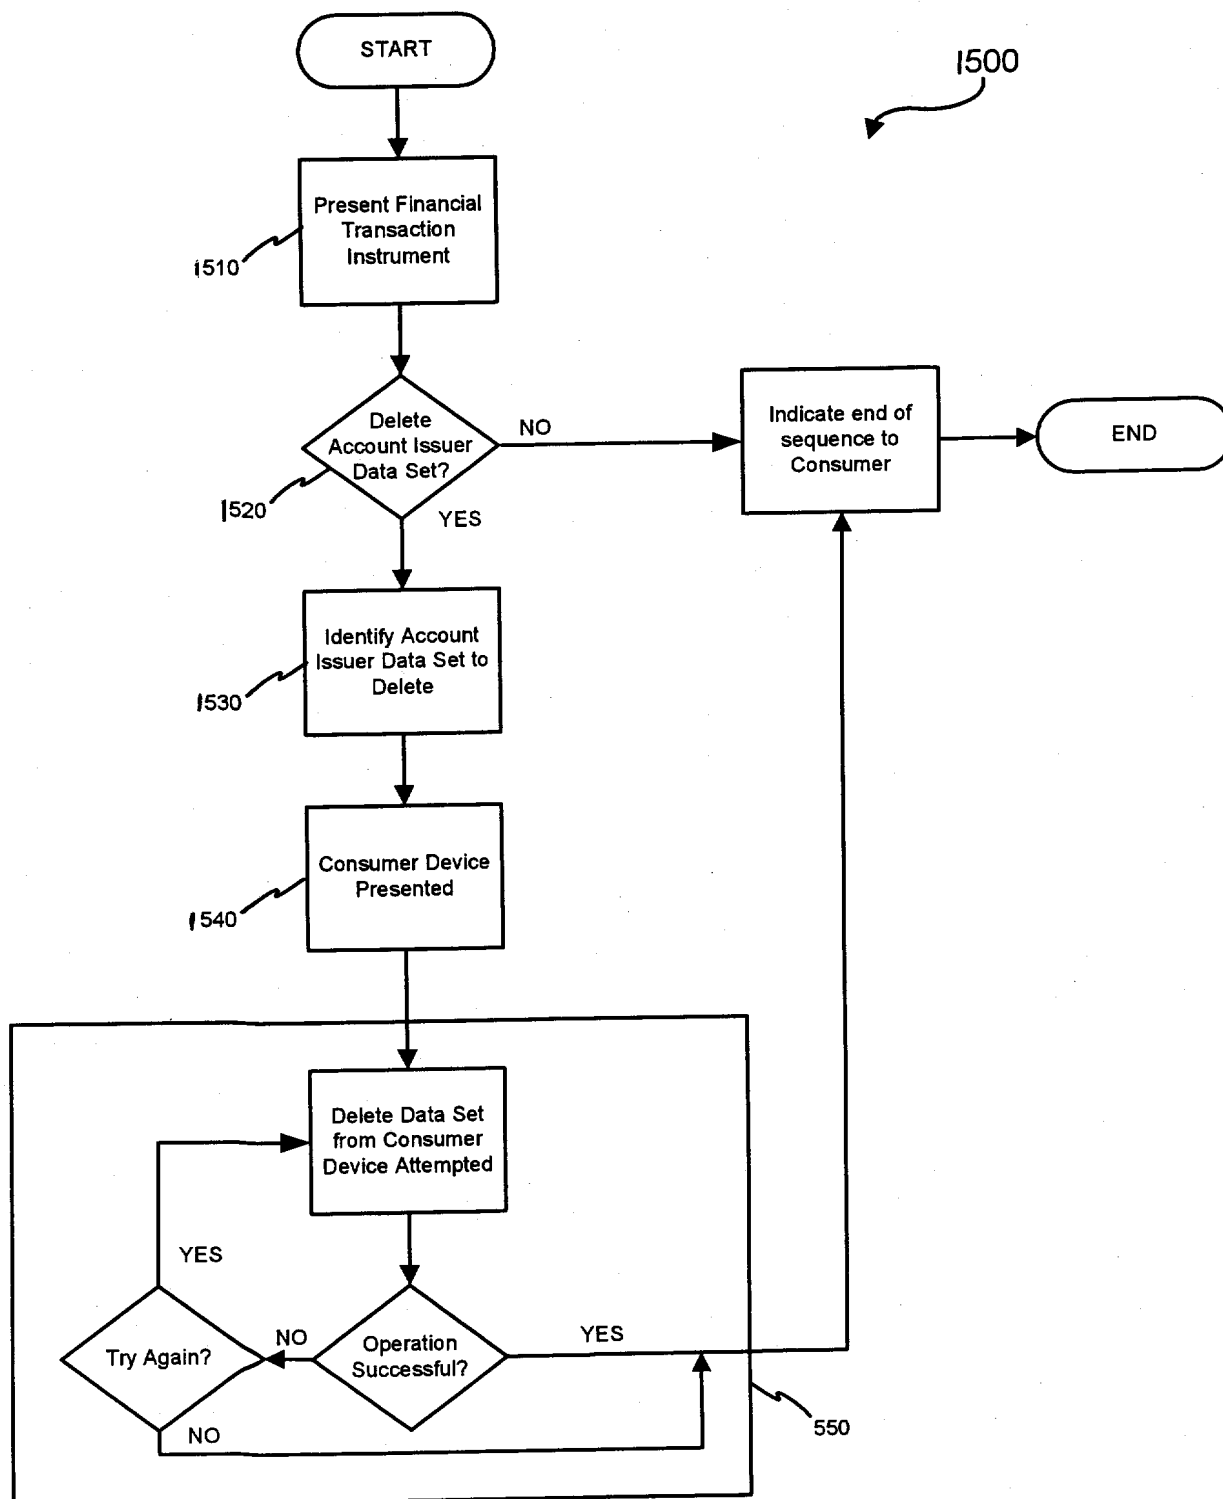 START
1500
Present Financial
Transaction
Instrument
1510
Delete
Account Issuer
Data Set?
NO
Indicate end of
sequence to
Consumer
END
1520
YES
Identify Account
Issuer Data Set to
Delete
1530
Consumer Device
Presented
1540
Delete Data Set
from Consumer
Device Attempted
YES
Try Again?
NO
Operation
Successful?
YES
NO
550